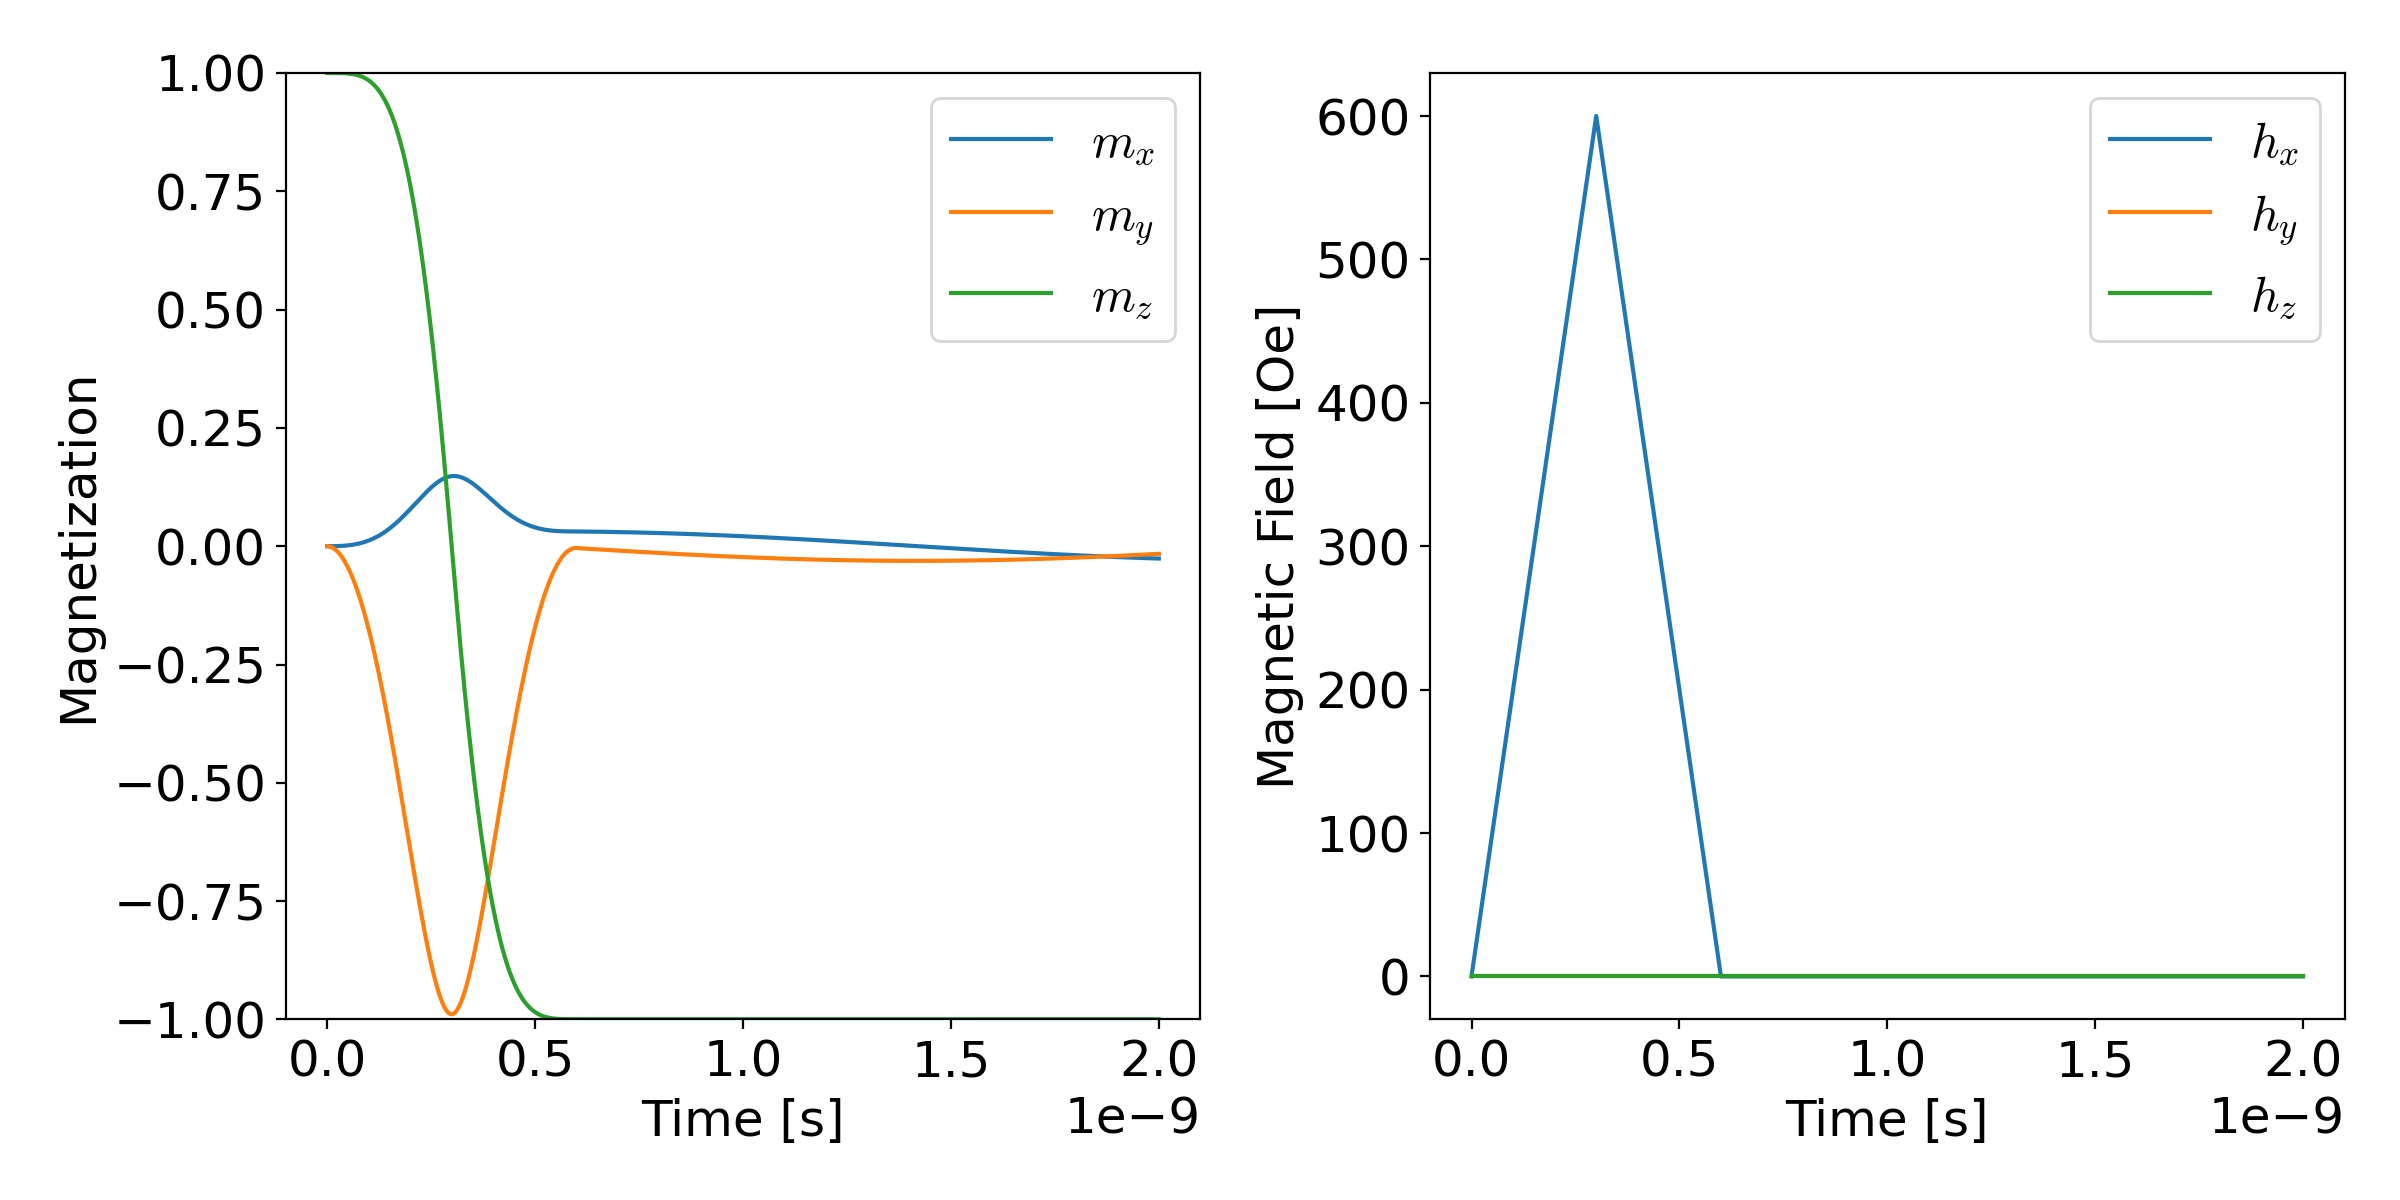 1.00
0.75
0.50
0.25
0.00
−0.25
−0.50
−0.75
−1.00
Magnetization
0.0 0.5 1.0 1.5 2.0
Time [s]
1e−9
m_x
m_y
m_z
600
500
400
300
200
100
0
Magnetic Field [Oe]
0.0 0.5 1.0 1.5 2.0
Time [s]
1e−9
h_x
h_y
h_z